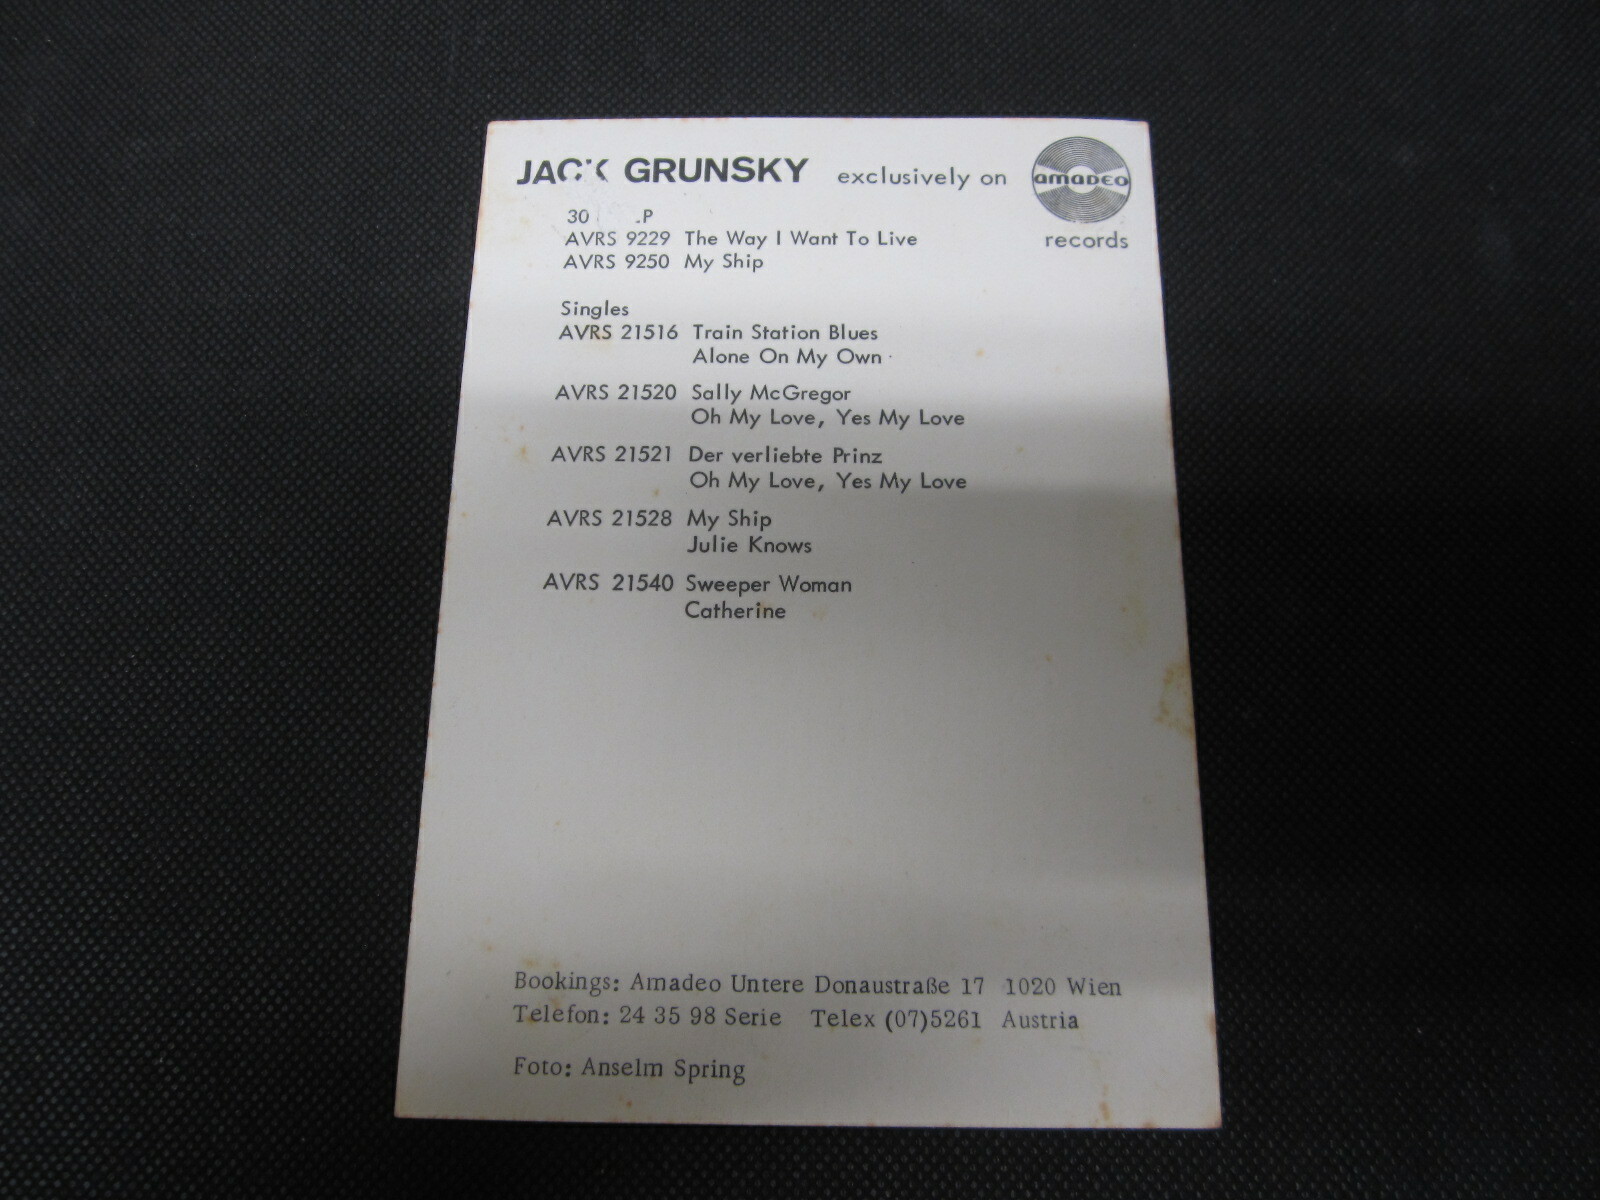 JACK GRUNSKY exclusively on
amadeo
records
30
AVRS 9229 The Way I Want To Live
AVRS 9250 My Ship
Singles
AVRS 21516 Train Station Blues
Alone On My Own
AVRS 21520 Sally McGregor
Oh My Love, Yes My Love
AVRS 21521 Der verliebte Prinz
Oh My Love, Yes My Love
AVRS 21528 My Ship
Julie Knows
AVRS 21540 Sweeper Woman
Catherine
Bookings: Amadeo Untere Donaustraße 17 1020 Wien
Telefon: 24 35 98 Serie Telex (07)5261 Austria
Foto: Anselm Spring